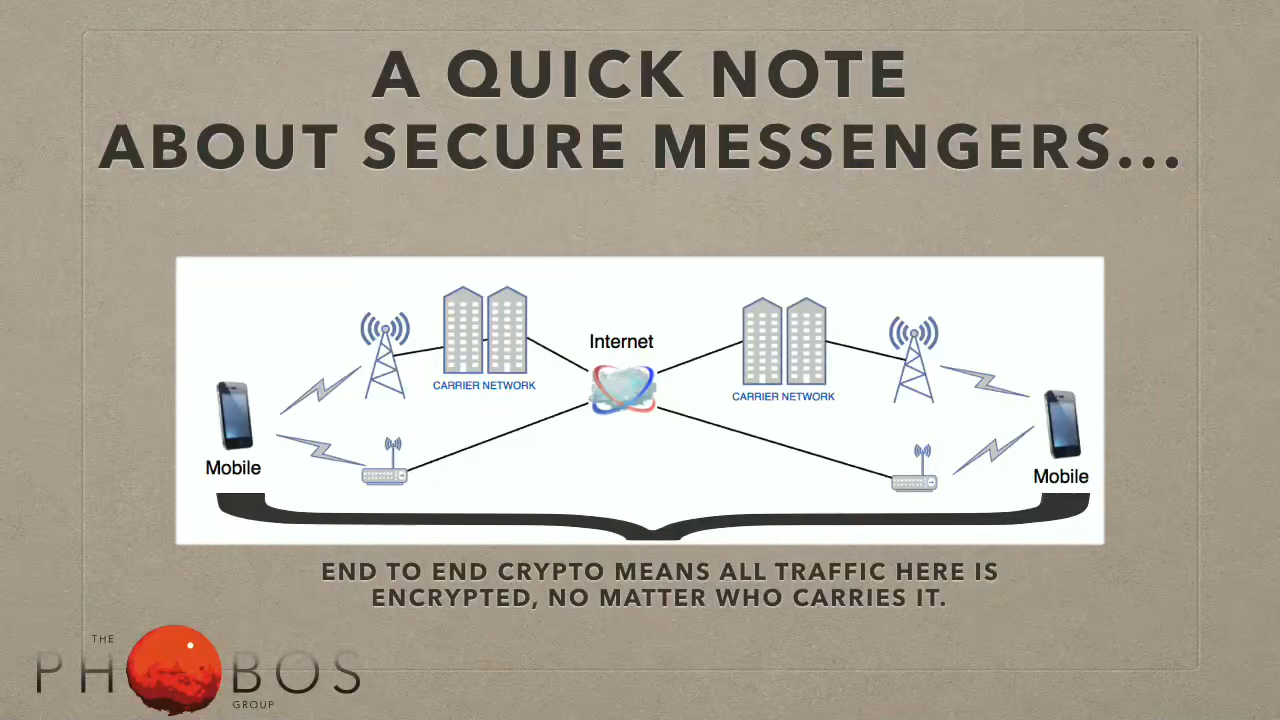 A QUICK NOTE
ABOUT SECURE MESSENGERS...
Internet
CARRIER NETWORK
CARRIER NETWORK
Mobile
Mobile
END TO END CRYPTO MEANS ALL TRAFFIC HERE IS
ENCRYPTED, NO MATTER WHO CARRIES IT.
THE
PHOBOS
GROUP